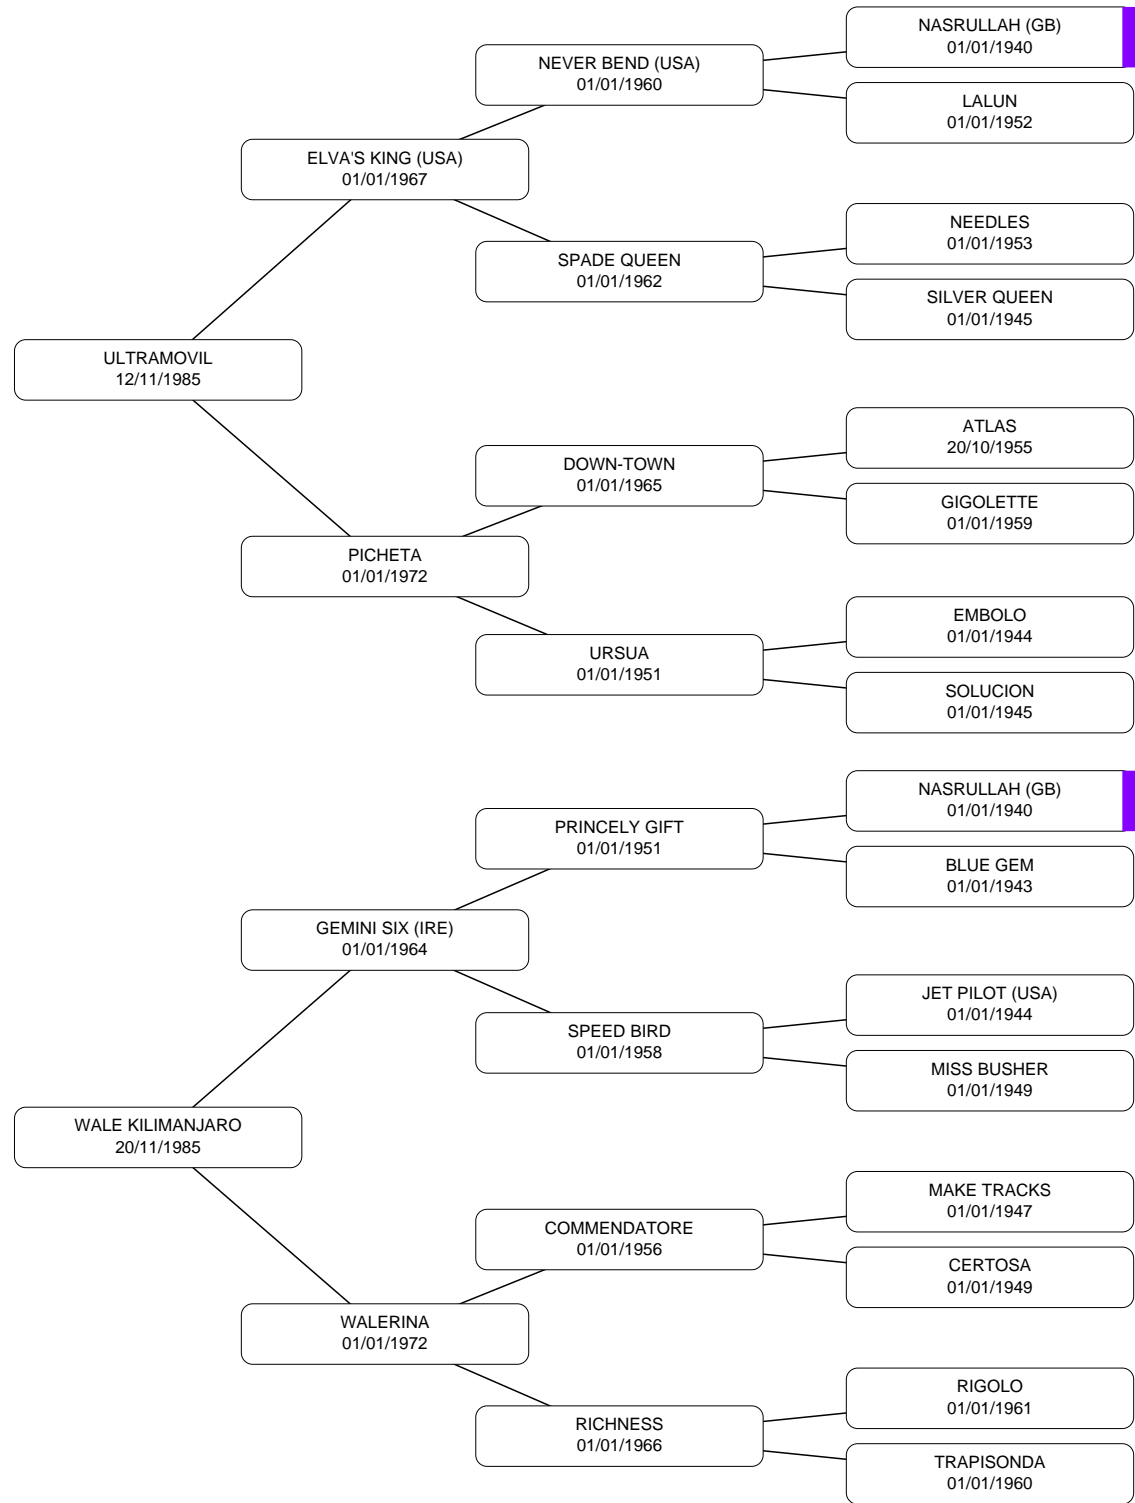 NASRULLAH (GB)
01/01/1940
NEVER BEND (USA)
01/01/1960
LALUN
01/01/1952
ELVA'S KING (USA)
01/01/1967
NEEDLES
01/01/1953
SPADE QUEEN
01/01/1962
SILVER QUEEN
01/01/1945
ULTRAMOVIL
12/11/1985
ATLAS
20/10/1955
DOWN-TOWN
01/01/1965
GIGOLETTE
01/01/1959
PICHETA
01/01/1972
EMBOLO
01/01/1944
URSUA
01/01/1951
SOLUCION
01/01/1945
NASRULLAH (GB)
01/01/1940
PRINCELY GIFT
01/01/1951
BLUE GEM
01/01/1943
GEMINI SIX (IRE)
01/01/1964
JET PILOT (USA)
01/01/1944
SPEED BIRD
01/01/1958
MISS BUSHER
01/01/1949
WALE KILIMANJARO
20/11/1985
MAKE TRACKS
01/01/1947
COMMENDATORE
01/01/1956
CERTOSA
01/01/1949
WALERINA
01/01/1972
RIGOLO
01/01/1961
RICHNESS
01/01/1966
TRAPISONDA
01/01/1960